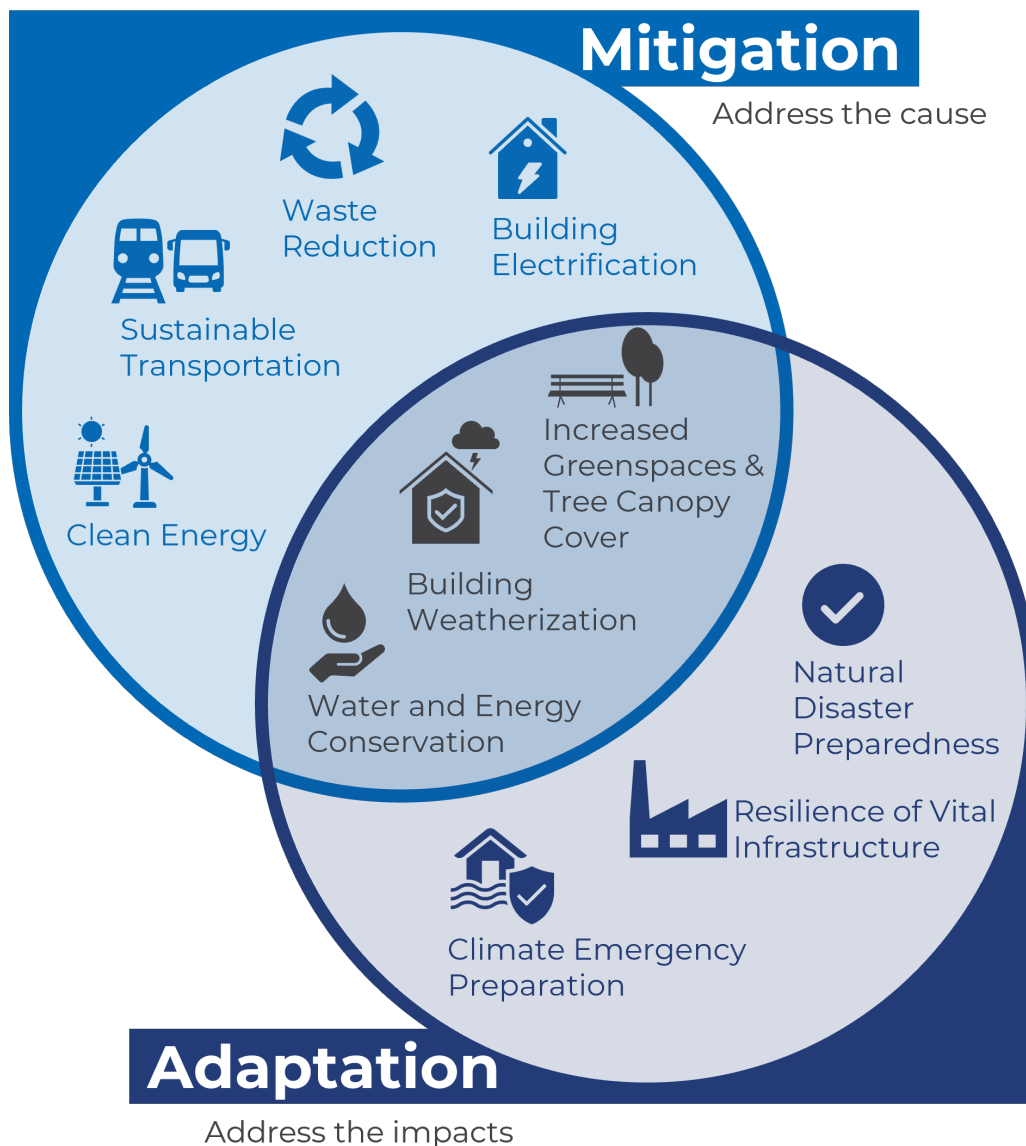 Mitigation
Address the cause
Waste
Reduction
Building
Electrification
Sustainable
Transportation
Clean Energy
Increased
Greenspaces &
Tree Canopy
Cover
Building
Weatherization
Water and Energy
Conservation
Natural
Disaster
Preparedness
Resilience of Vital
Infrastructure
Climate Emergency
Preparation
Adaptation
Address the impacts